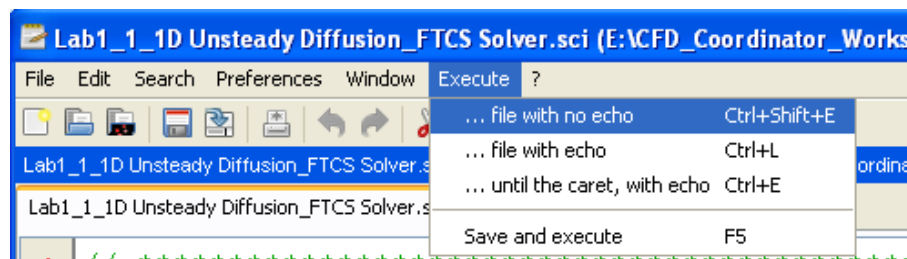 Lab1_1_1D Unsteady Diffusion_FTCS Solver.sci (E:\CFD_Coordinator_Works
File Edit Search Preferences Window Execute ?
... file with no echo Ctrl+Shift+E
Lab1_1_1D Unsteady Diffusion_FTCS Solver.s ... file with echo Ctrl+L ordina
... until the caret, with echo Ctrl+E
Lab1_1_1D Unsteady Diffusion_FTCS Solver.s
Save and execute F5